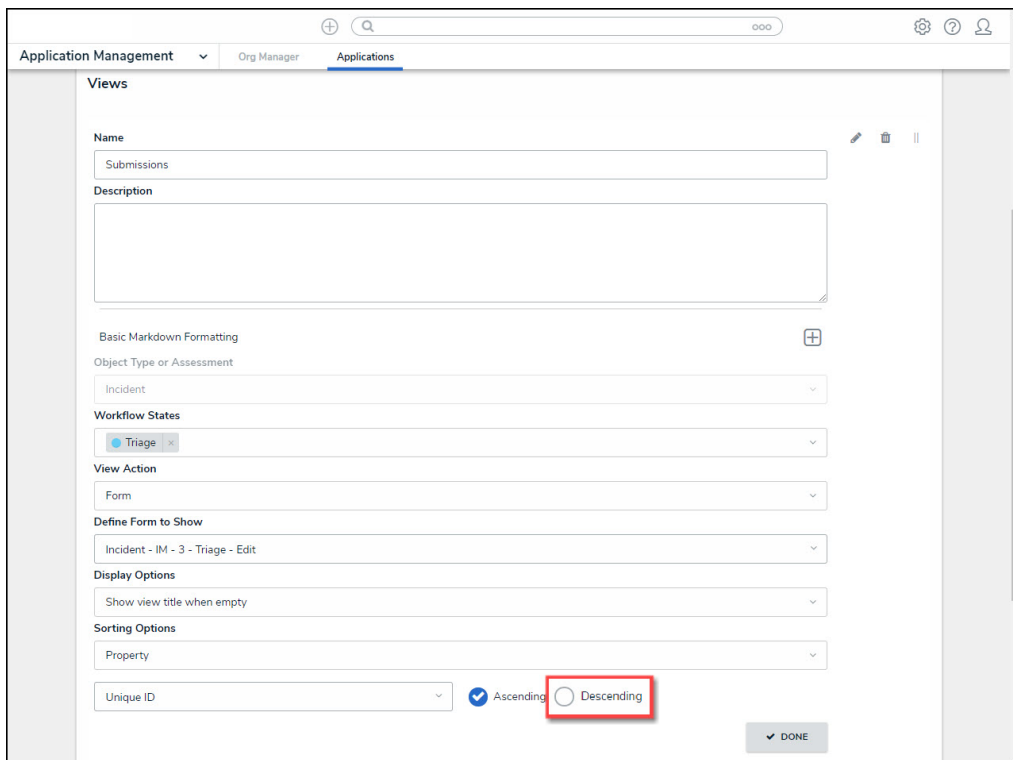 Application Management Org Manager Applications
Views
Name
Submissions
Description
Basic Markdown Formatting
Object Type or Assessment
Incident
Workflow States
Triage ×
View Action
Form
Define Form to Show
Incident - IM - 3 - Triage - Edit
Display Options
Show view title when empty
Sorting Options
Property
Unique ID Ascending Descending
DONE